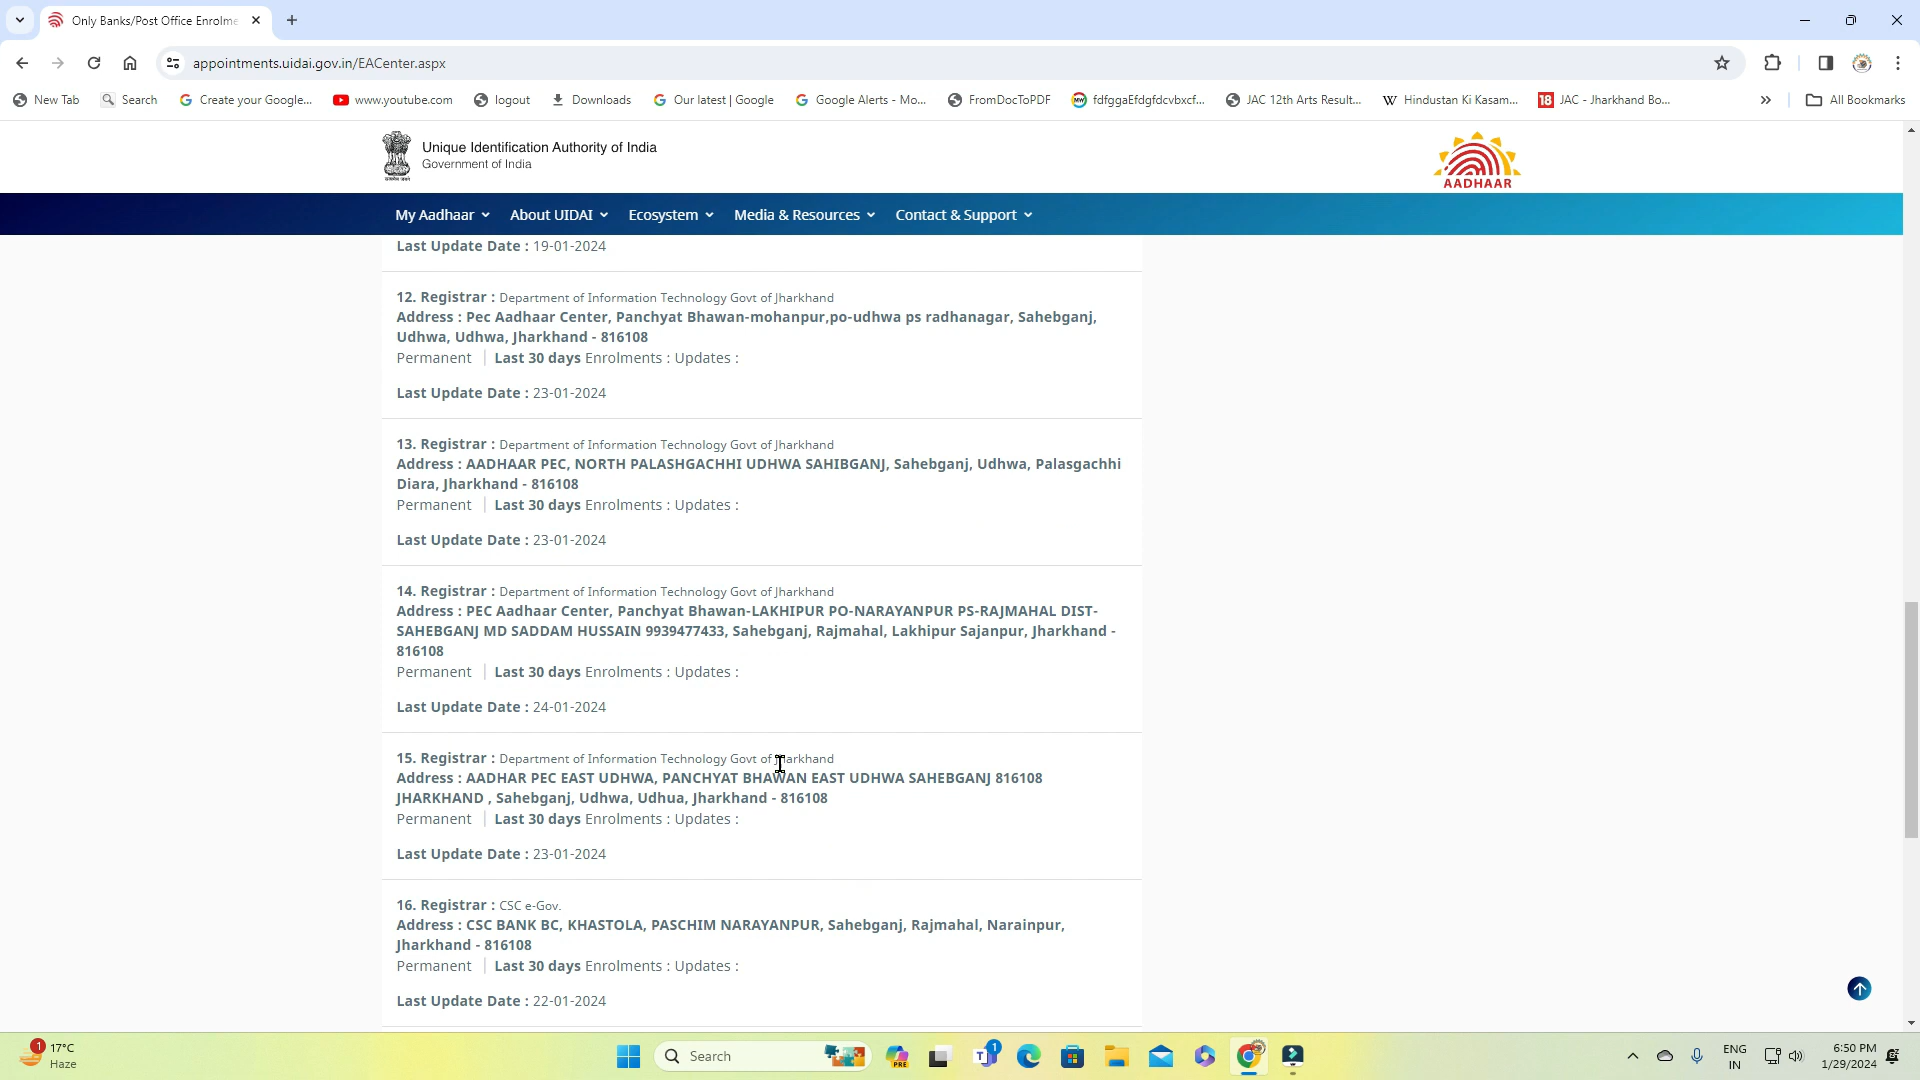 Only Banks/Post Office Enrolme
appointments.uidai.gov.in/EACenter.aspx
New Tab
Search
Create your Google...
www.youtube.com
logout
Downloads
Our latest | Google
Google Alerts - Mo...
FromDocToPDF
fdfggaEfdgfdcvbxcf...
JAC 12th Arts Result...
Hindustan Ki Kasam...
18
JAC - Jharkhand Bo...
All Bookmarks
Unique Identification Authority of India
Government of India
AADHAAR
My Aadhaar
About UIDAI
Ecosystem
Media & Resources
Contact & Support
Last Update Date : 19-01-2024
12. Registrar : Department of Information Technology Govt of Jharkhand
Address : Pec Aadhaar Center, Panchyat Bhawan-mohanpur,po-udhwa ps radhanagar, Sahebganj,
Udhwa, Udhwa, Jharkhand - 816108
Permanent | Last 30 days Enrolments : Updates :
Last Update Date : 23-01-2024
13. Registrar : Department of Information Technology Govt of Jharkhand
Address : AADHAAR PEC, NORTH PALASHGACHHI UDHWA SAHIBGANJ, Sahebganj, Udhwa, Palasgachhi
Diara, Jharkhand - 816108
Permanent | Last 30 days Enrolments : Updates :
Last Update Date : 23-01-2024
14. Registrar : Department of Information Technology Govt of Jharkhand
Address : PEC Aadhaar Center, Panchyat Bhawan-LAKHIPUR PO-NARAYANPUR PS-RAJMAHAL DIST-
SAHEBGANJ MD SADDAM HUSSAIN 9939477433, Sahebganj, Rajmahal, Lakhipur Sajanpur, Jharkhand -
816108
Permanent | Last 30 days Enrolments : Updates :
Last Update Date : 24-01-2024
15. Registrar : Department of Information Technology Govt of Jharkhand
Address : AADHAR PEC EAST UDHWA, PANCHYAT BHAWAN EAST UDHWA SAHEBGANJ 816108
JHARKHAND , Sahebganj, Udhwa, Udhua, Jharkhand - 816108
Permanent | Last 30 days Enrolments : Updates :
Last Update Date : 23-01-2024
16. Registrar : CSC e-Gov.
Address : CSC BANK BC, KHASTOLA, PASCHIM NARAYANPUR, Sahebganj, Rajmahal, Narainpur,
Jharkhand - 816108
Permanent | Last 30 days Enrolments : Updates :
Last Update Date : 22-01-2024
1
17°C
Haze
Search
PRE
1
ENG
IN
6:50 PM
1/29/2024